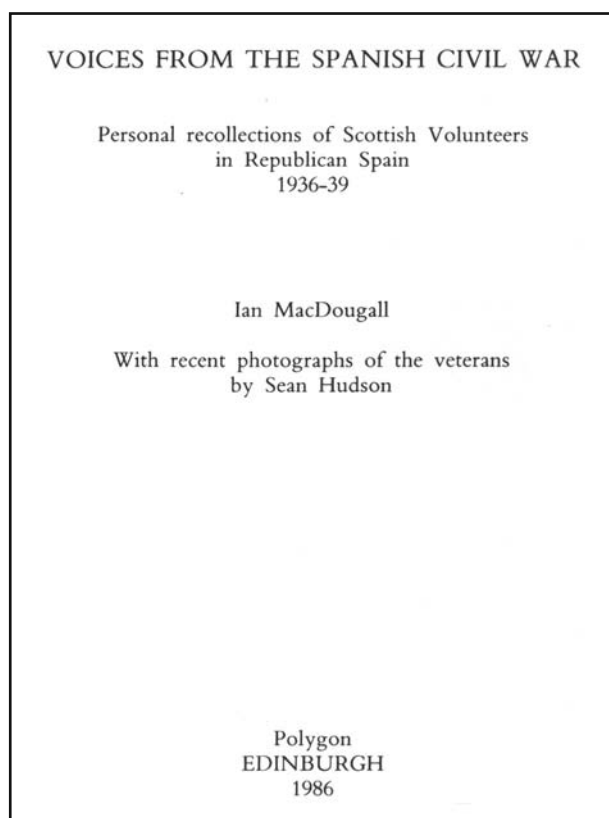 VOICES FROM THE SPANISH CIVIL WAR
Personal recollections of Scottish Volunteers
in Republican Spain
1936-39
Ian MacDougall
With recent photographs of the veterans
by Sean Hudson
Polygon
EDINBURGH
1986